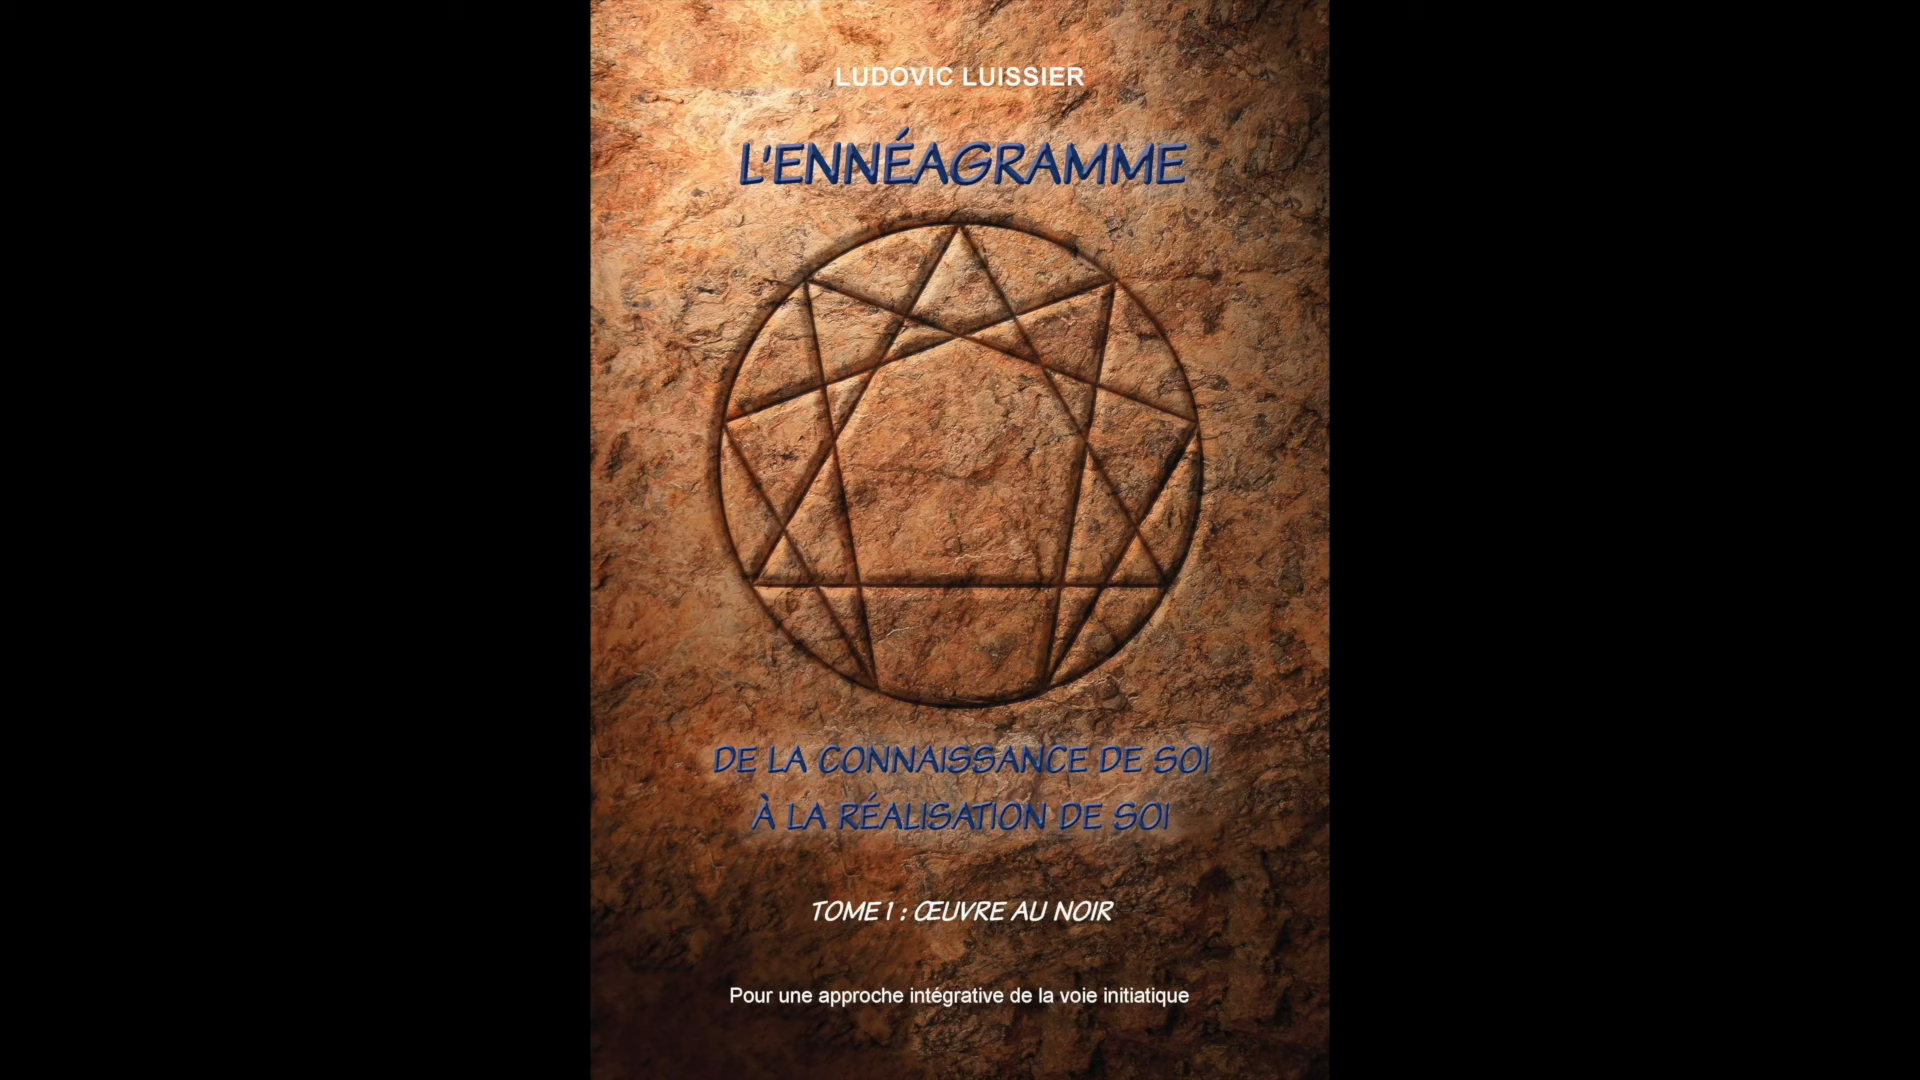 LUDOVIC LUISSIER
L'ENNÉAGRAMME
DE LA CONNAISSANCE DE SOI
À LA RÉALISATION DE SOI
TOME 1 : ŒUVRE AU NOIR
Pour une approche intégrative de la voie initiatique